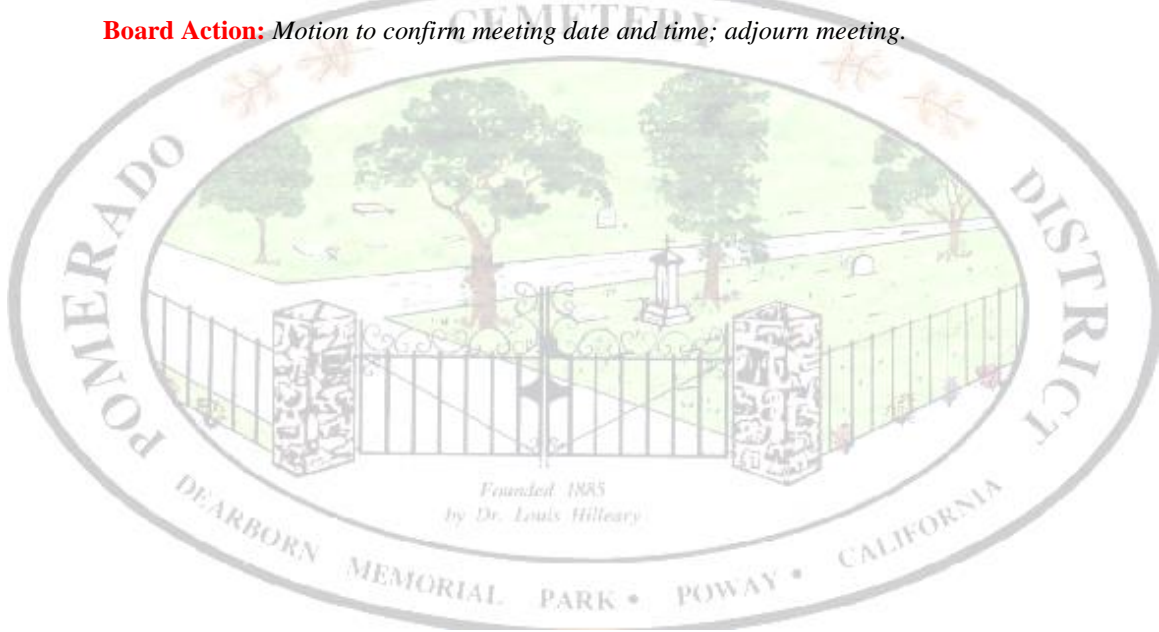 Board Action: Motion to confirm meeting date and time; adjourn meeting.
POMERADO CEMETERY DISTRICT
Founded 1885
by Dr. Louis Hilleary
DEARBORN MEMORIAL PARK • POWAY • CALIFORNIA